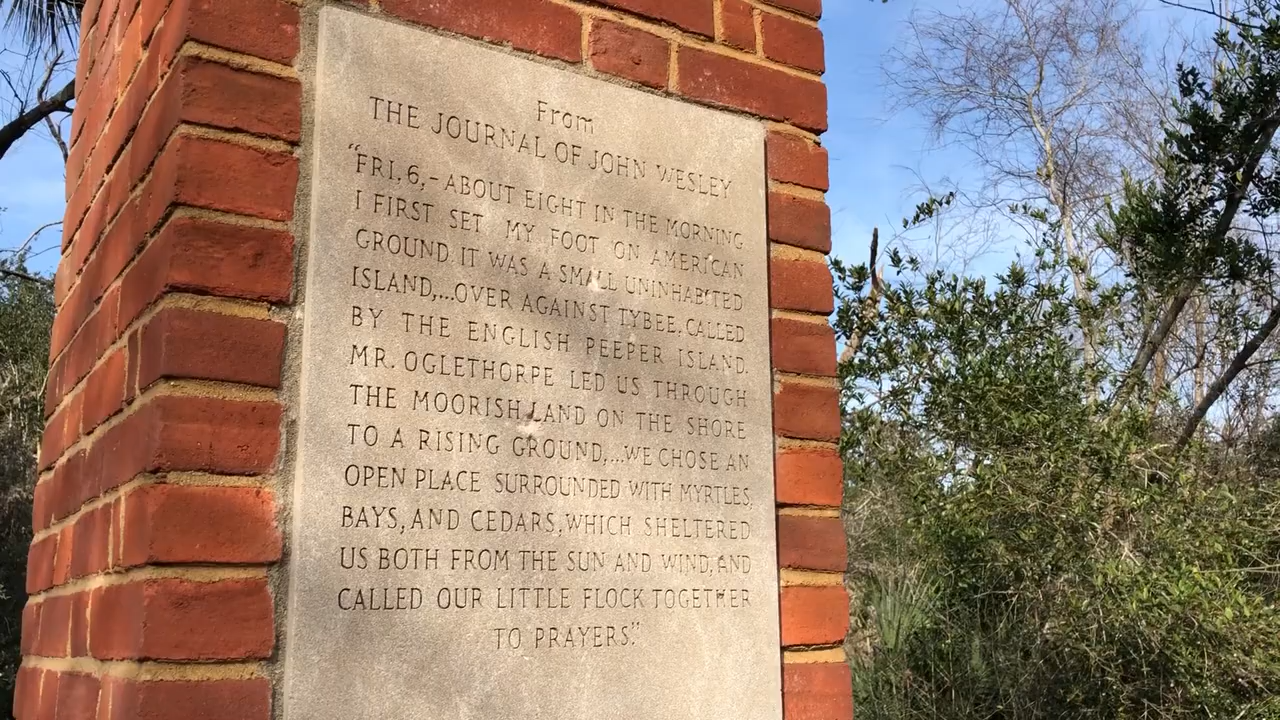 From
THE JOURNAL OF JOHN WESLEY
"FRI, 6,- ABOUT EIGHT IN THE MORNING
I FIRST SET MY FOOT ON AMERICAN
GROUND. IT WAS A SMALL UNINHABITED
ISLAND,...OVER AGAINST TYBEE, CALLED
BY THE ENGLISH PEEPER ISLAND.
MR. OGLETHORPE LED US THROUGH
THE MOORISH LAND ON THE SHORE
TO A RISING GROUND,...WE CHOSE AN
OPEN PLACE SURROUNDED WITH MYRTLES,
BAYS, AND CEDARS, WHICH SHELTERED
US BOTH FROM THE SUN AND WIND, AND
CALLED OUR LITTLE FLOCK TOGETHER
TO PRAYERS."